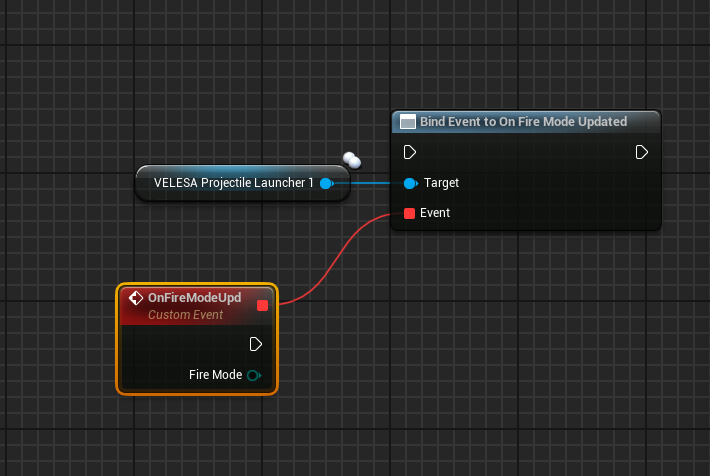 Bind Event to On Fire Mode Updated
VELESA Projectile Launcher 1
Target
Event
OnFireModeUpd
Custom Event
Fire Mode